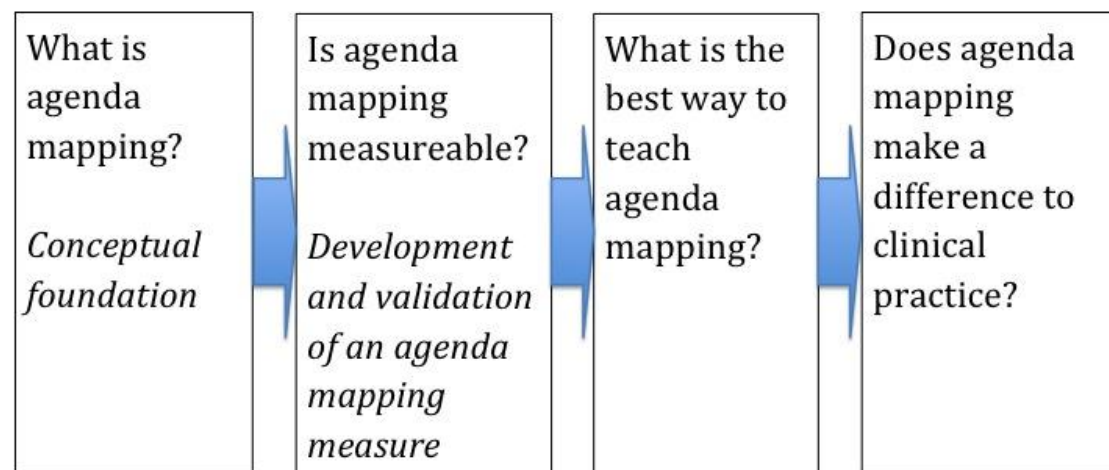 What is
agenda
mapping?
Conceptual
foundation
Is agenda
mapping
measureable?
Development
and validation
of an agenda
mapping
measure
What is the
best way to
teach
agenda
mapping?
Does agenda
mapping
make a
difference to
clinical
practice?